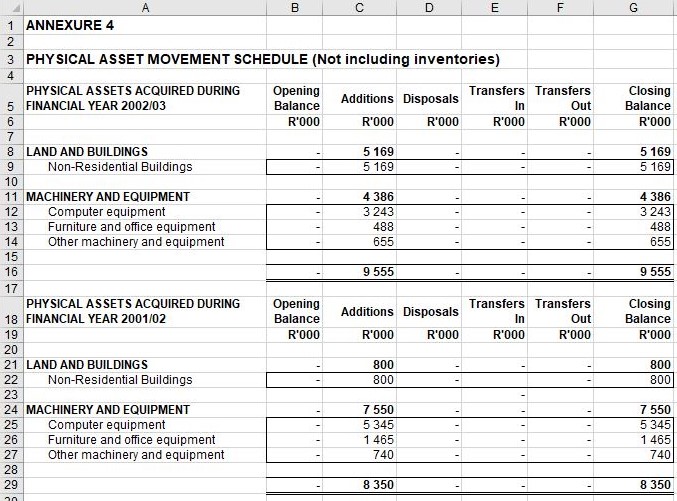 A B C D E F G
1 ANNEXURE 4
2
3 PHYSICAL ASSET MOVEMENT SCHEDULE (Not including inventories)
4
PHYSICAL ASSETS ACQUIRED DURING Opening Transfers Transfers Closing
5 FINANCIAL YEAR 2002/03 Balance Additions Disposals In Out Balance
6 R'000 R'000 R'000 R'000 R'000 R'000
7
8 LAND AND BUILDINGS - 5 169 - - - 5 169
9 Non-Residential Buildings - 5 169 - - - 5 169
10
11 MACHINERY AND EQUIPMENT - 4 386 - - - 4 386
12 Computer equipment - 3 243 - - - 3 243
13 Furniture and office equipment - 488 - - - 488
14 Other machinery and equipment - 655 - - - 655
15
16 - 9 555 - - - 9 555
17
PHYSICAL ASSETS ACQUIRED DURING Opening Transfers Transfers Closing
18 FINANCIAL YEAR 2001/02 Balance Additions Disposals In Out Balance
19 R'000 R'000 R'000 R'000 R'000 R'000
20
21 LAND AND BUILDINGS - 800 - - - 800
22 Non-Residential Buildings - 800 - - - 800
23 -
24 MACHINERY AND EQUIPMENT - 7 550 - - - 7 550
25 Computer equipment - 5 345 - - - 5 345
26 Furniture and office equipment - 1 465 - - - 1 465
27 Other machinery and equipment - 740 - - - 740
28
29 - 8 350 - - - 8 350